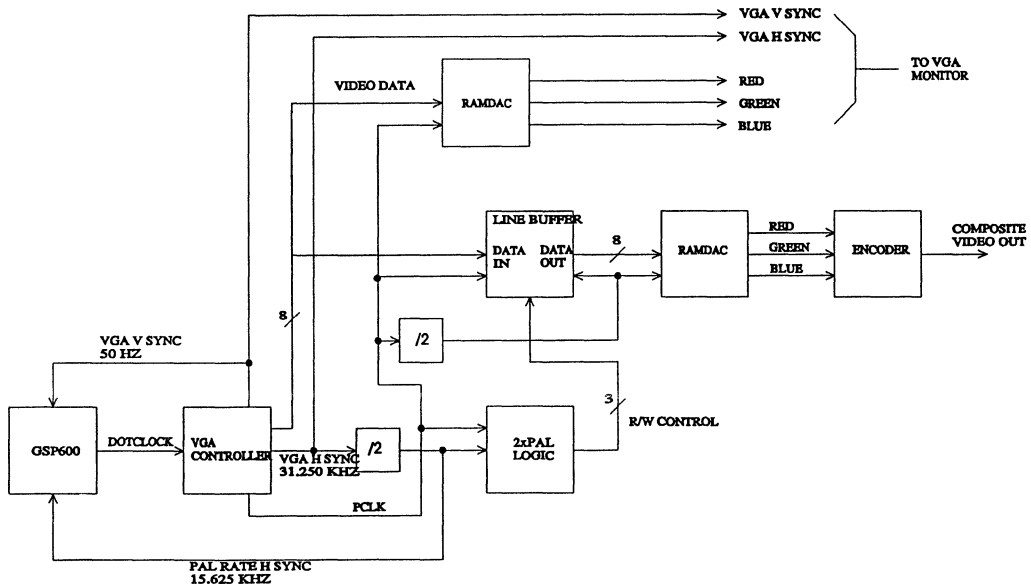 VGA V SYNC
VGA H SYNC
TO VGA
MONITOR
VIDEO DATA
RAMDAC
RED
GREEN
BLUE
LINE BUFFER
DATA
IN
DATA
OUT
8
RAMDAC
RED
GREEN
BLUE
ENCODER
COMPOSITE
VIDEO OUT
8
/2
VGA V SYNC
50 HZ
3
R/W CONTROL
GSP600
DOTCLOCK
VGA
CONTROLLER
VGA H SYNC
31.250 KHZ
/2
2xPAL
LOGIC
PCLK
PAL RATE H SYNC
15.625 KHZ